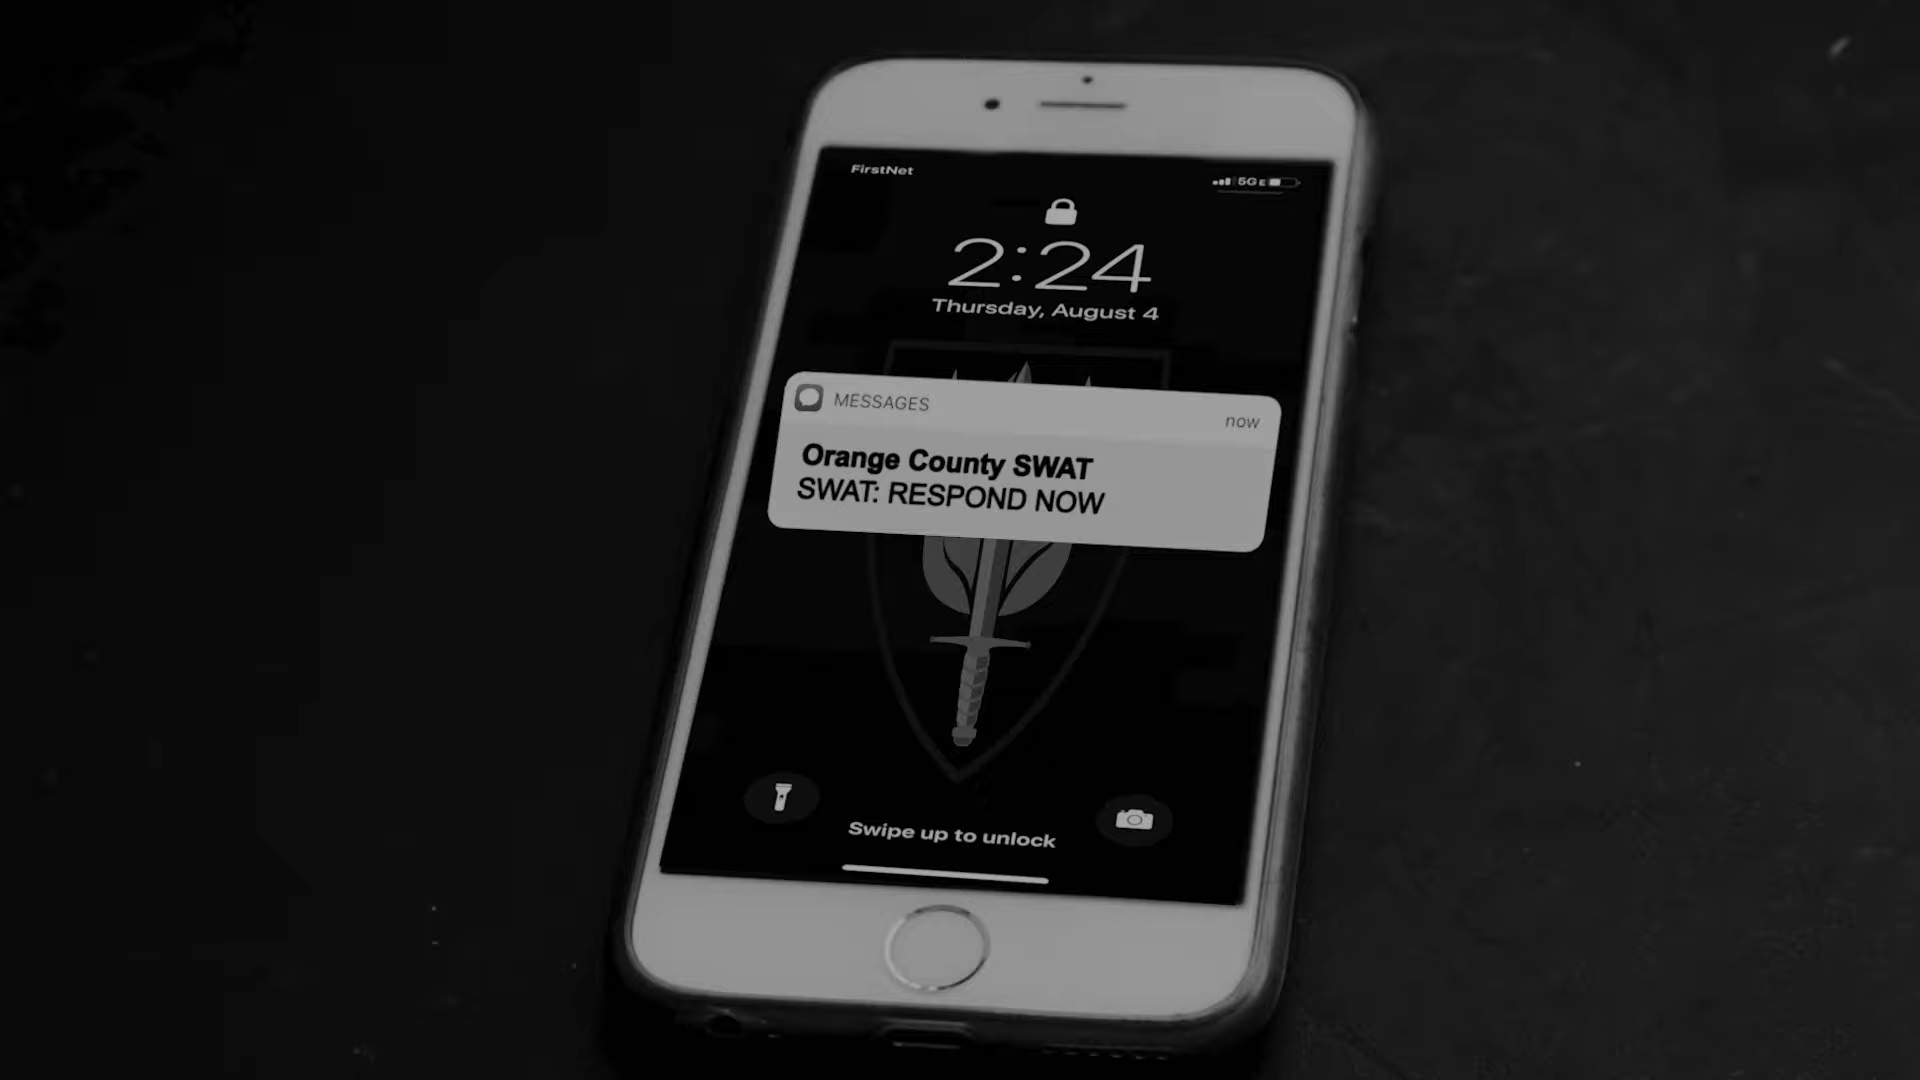 FirstNet
5G E
2:24
Thursday, August 4
MESSAGES
now
Orange County SWAT
SWAT: RESPOND NOW
Swipe up to unlock